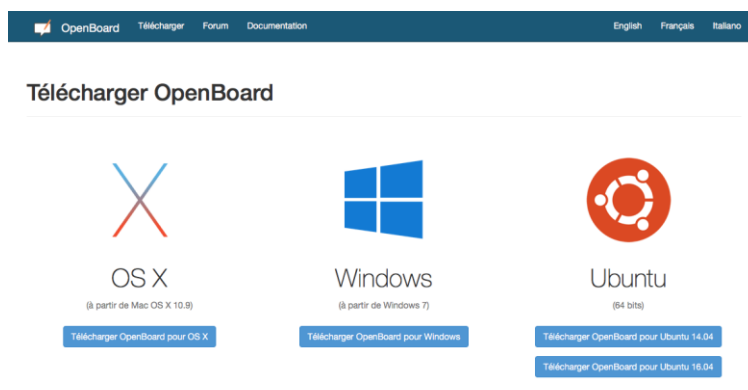 OpenBoard Télécharger Forum Documentation English Français Italiano
Télécharger OpenBoard
OS X
(à partir de Mac OS X 10.9)
Télécharger OpenBoard pour OS X
Windows
(à partir de Windows 7)
Télécharger OpenBoard pour Windows
Ubuntu
(64 bits)
Télécharger OpenBoard pour Ubuntu 14.04
Télécharger OpenBoard pour Ubuntu 16.04